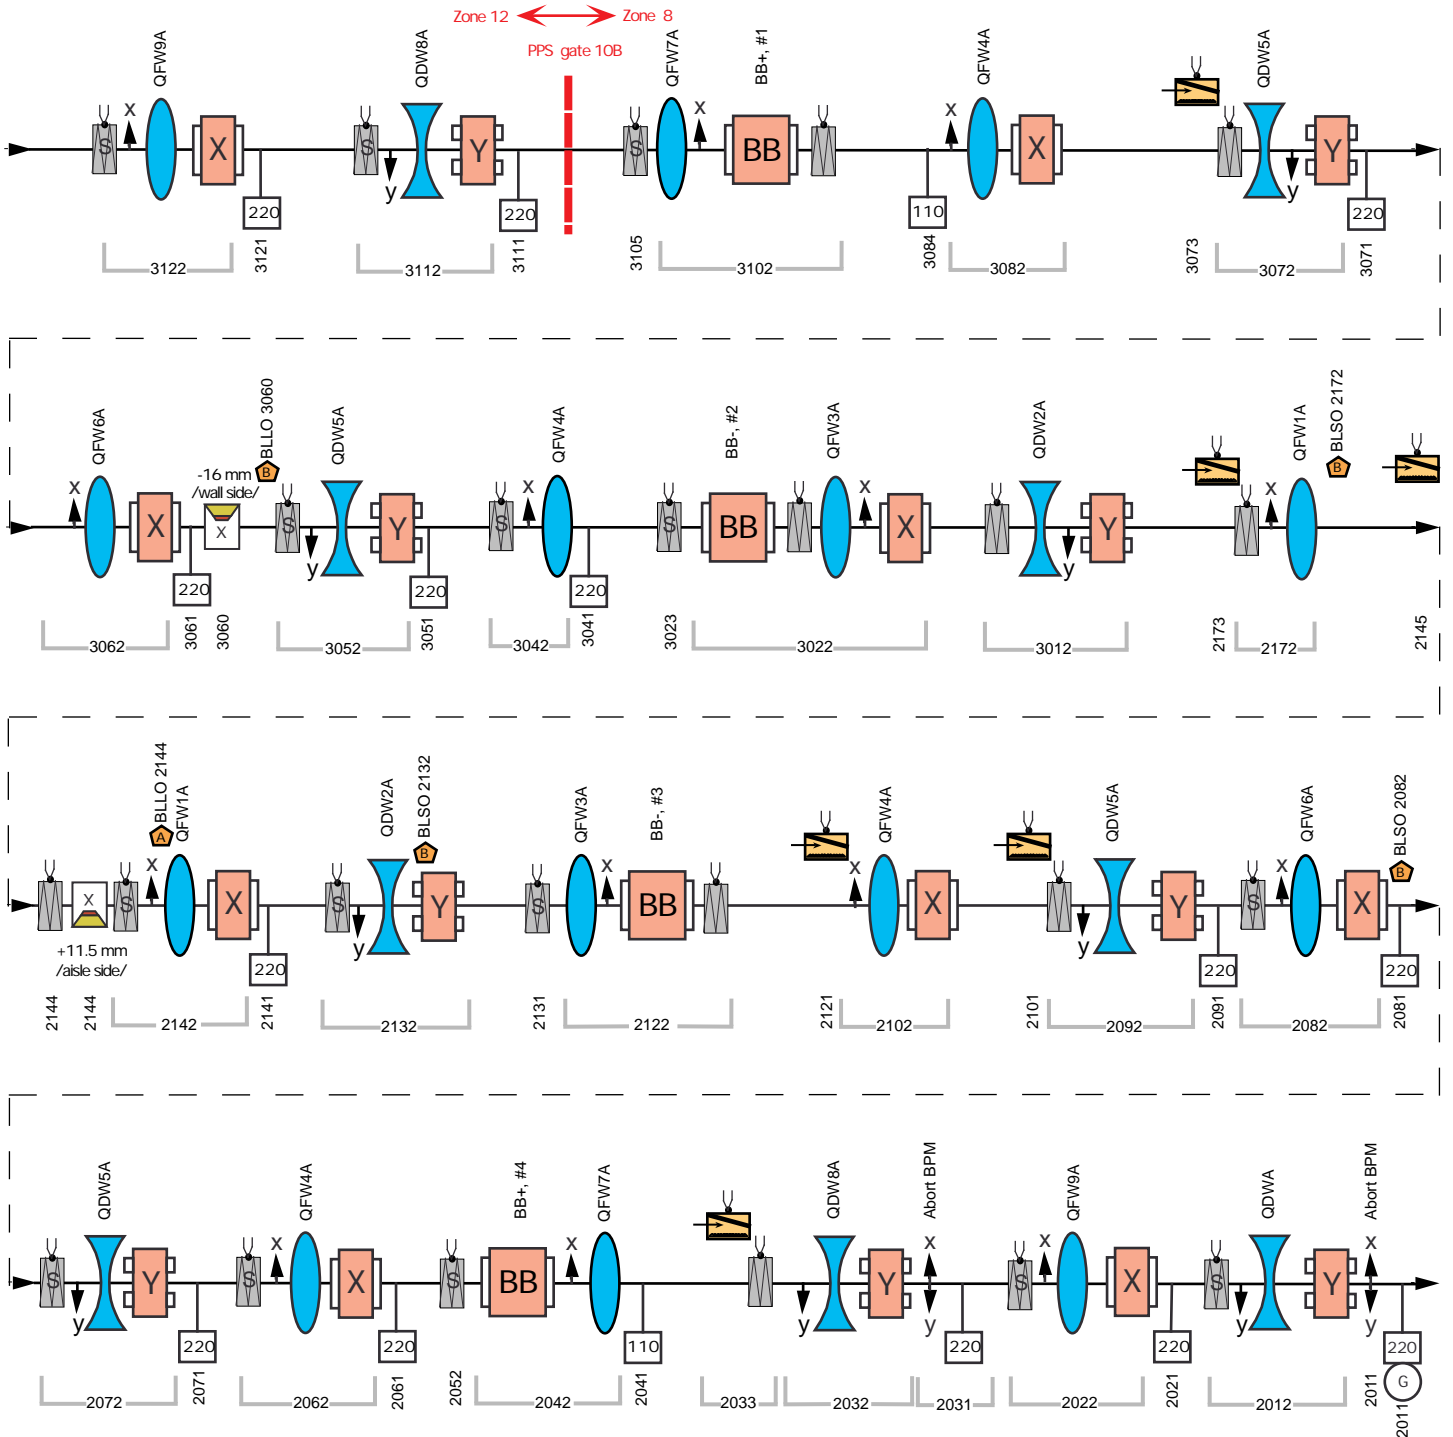 Zone 12 Zone 8
PPS gate 10B
QFW9A
QDW8A
QFW7A
BB+, #1
QFW4A
QDW5A
S x X 220
S y Y 220
S x BB
110 x X
y Y 220
3122
3121
3112
3111
3105
3102
3084
3082
3073
3072
3071
QFW6A
BLLO 3060
QDW5A
QFW4A
BB-, #2
QFW3A
QDW2A
QFW1A
BLSO 2172
-16 mm
/wall side/
B
B
x X 220 X
S y Y 220
S x 220
BB x X
y Y
x
3062
3061
3060
3052
3051
3042
3041
3023
3022
3012
2173
2172
2145
BLLO 2144
QFW1A
QDW2A
BLSO 2132
QFW3A
BB-, #3
QFW4A
QDW5A
QFW6A
BLSO 2082
A
B
B
X S x X 220
+11.5 mm
/aisle side/
S y Y
S x BB
x X
y Y 220
S x X 220
2144
2144
2142
2141
2132
2131
2122
2121
2102
2101
2092
2091
2082
2081
QDW5A
QFW4A
BB+, #4
QFW7A
QDW8A
Abort BPM
QFW9A
QDWA
Abort BPM
S y Y 220
S x X 220
S BB x 110
y Y x y 220
S x X 220
S y Y x y 220
G
2072
2071
2062
2061
2052
2042
2041
2033
2032
2031
2022
2021
2012
2011
2011